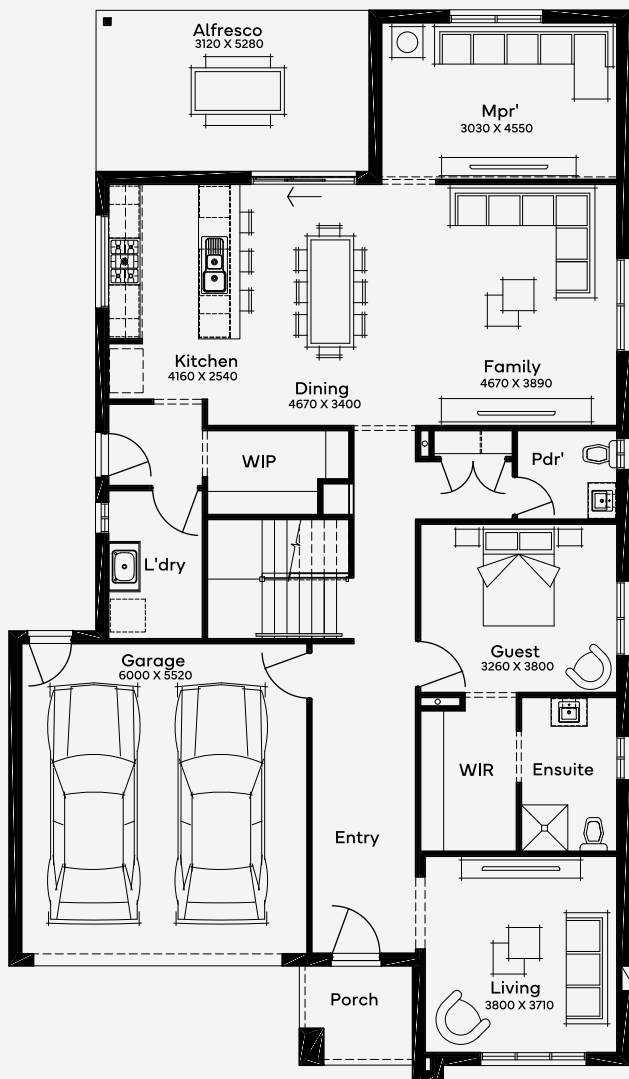 Alfresco
3120 X 5280
Mpr'
3030 X 4550
Kitchen
4160 X 2540
Dining
4670 X 3400
Family
4670 X 3890
WIP
Pdr'
L'dry
Guest
3260 X 3800
Garage
6000 X 5520
WIR
Ensuite
Entry
Living
3800 X 3710
Porch